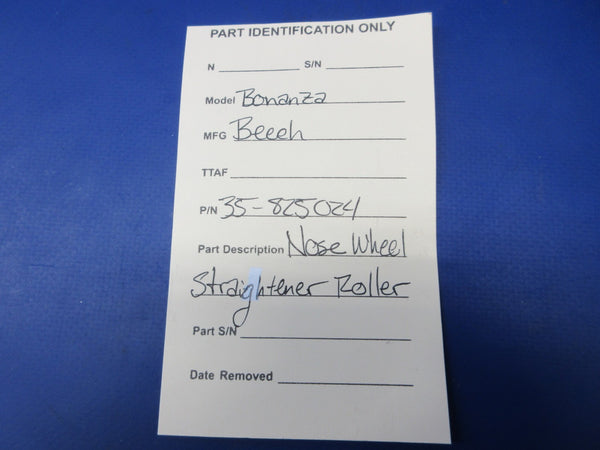 PART IDENTIFICATION ONLY
N S/N
Model Bonanza
MFG Beech
TTAF
P/N 35-825024
Part Description Nose Wheel
Straightener Roller
Part S/N
Date Removed